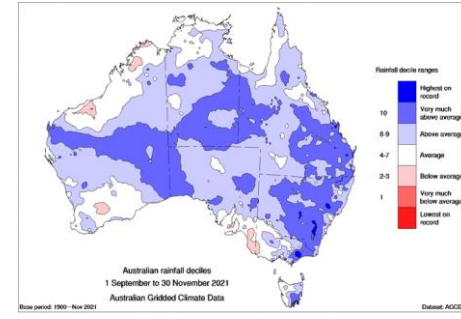 Rainfall decile ranges
Highest on
record
10
Very much
above average
8-9
Above average
4-7
Average
2-3
Below average
1
Very much
below average
Lowest on
record
Australian rainfall deciles
1 September to 30 November 2021
Australian Gridded Climate Data
Base period: 1900—Nov 2021
Dataset: AGCD